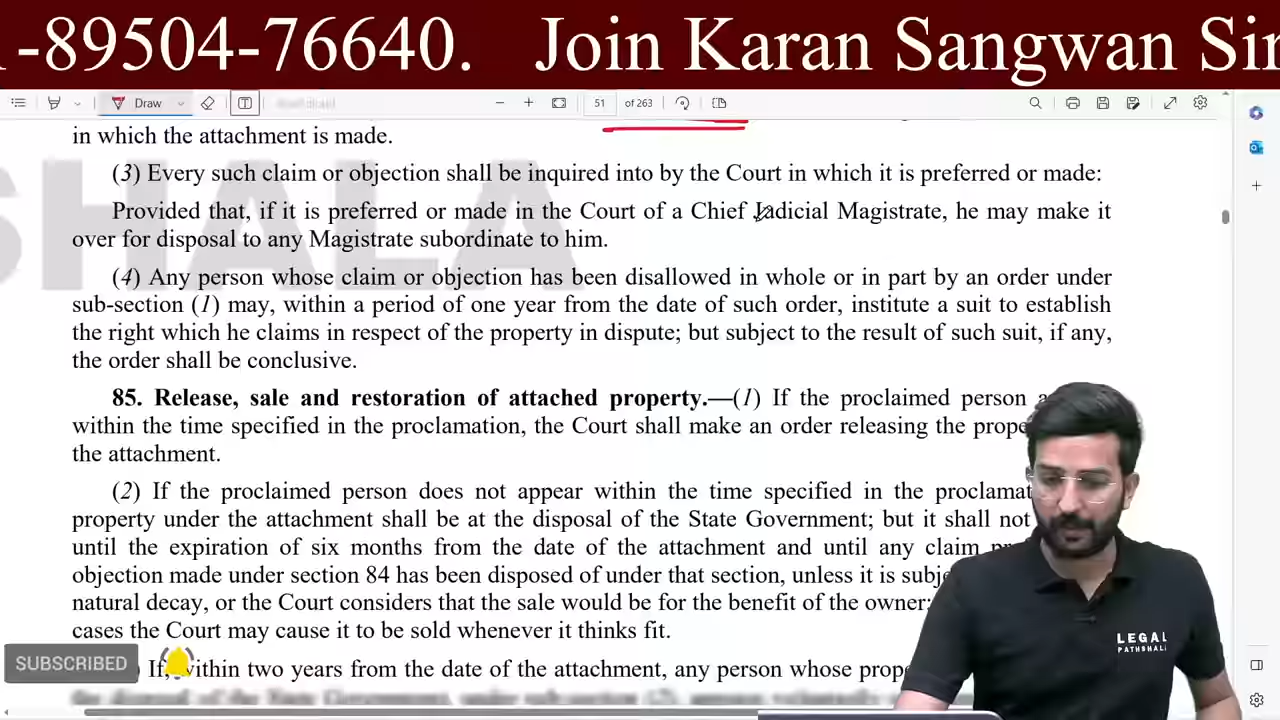 1-89504-76640. Join Karan Sangwan Sir
Draw
51 of 263
in which the attachment is made.
(3) Every such claim or objection shall be inquired into by the Court in which it is preferred or made:
Provided that, if it is preferred or made in the Court of a Chief Judicial Magistrate, he may make it
over for disposal to any Magistrate subordinate to him.
(4) Any person whose claim or objection has been disallowed in whole or in part by an order under
sub-section (1) may, within a period of one year from the date of such order, institute a suit to establish
the right which he claims in respect of the property in dispute; but subject to the result of such suit, if any,
the order shall be conclusive.
85. Release, sale and restoration of attached property.—(1) If the proclaimed person
within the time specified in the proclamation, the Court shall make an order releasing the
the attachment.
(2) If the proclaimed person does not appear within the time specified in the
property under the attachment shall be at the disposal of the State Government; but it shall not
until the expiration of six months from the date of the attachment and until any claim
objection made under section 84 has been disposed of under that section, unless it is
natural decay, or the Court considers that the sale would be for the benefit of the owner;
cases the Court may cause it to be sold whenever it thinks fit.
If, within two years from the date of the attachment, any person whose
SHALA
SUBSCRIBED
LEGAL
PATHSHALA